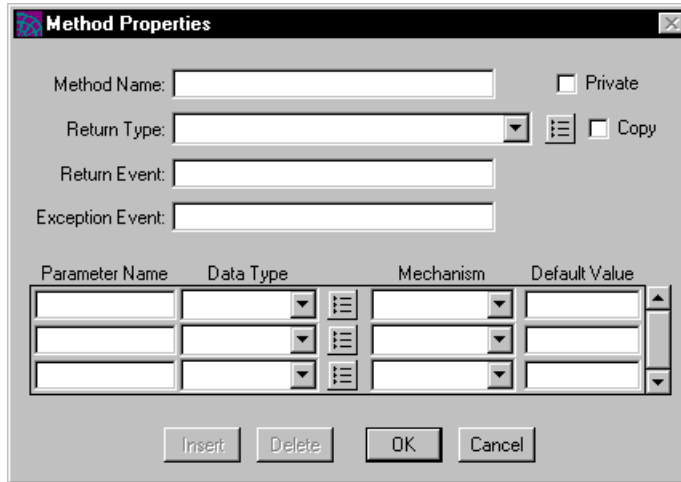 Method Properties
Method Name: Private
Return Type: Copy
Return Event:
Exception Event:
Parameter Name Data Type Mechanism Default Value
Insert Delete OK Cancel